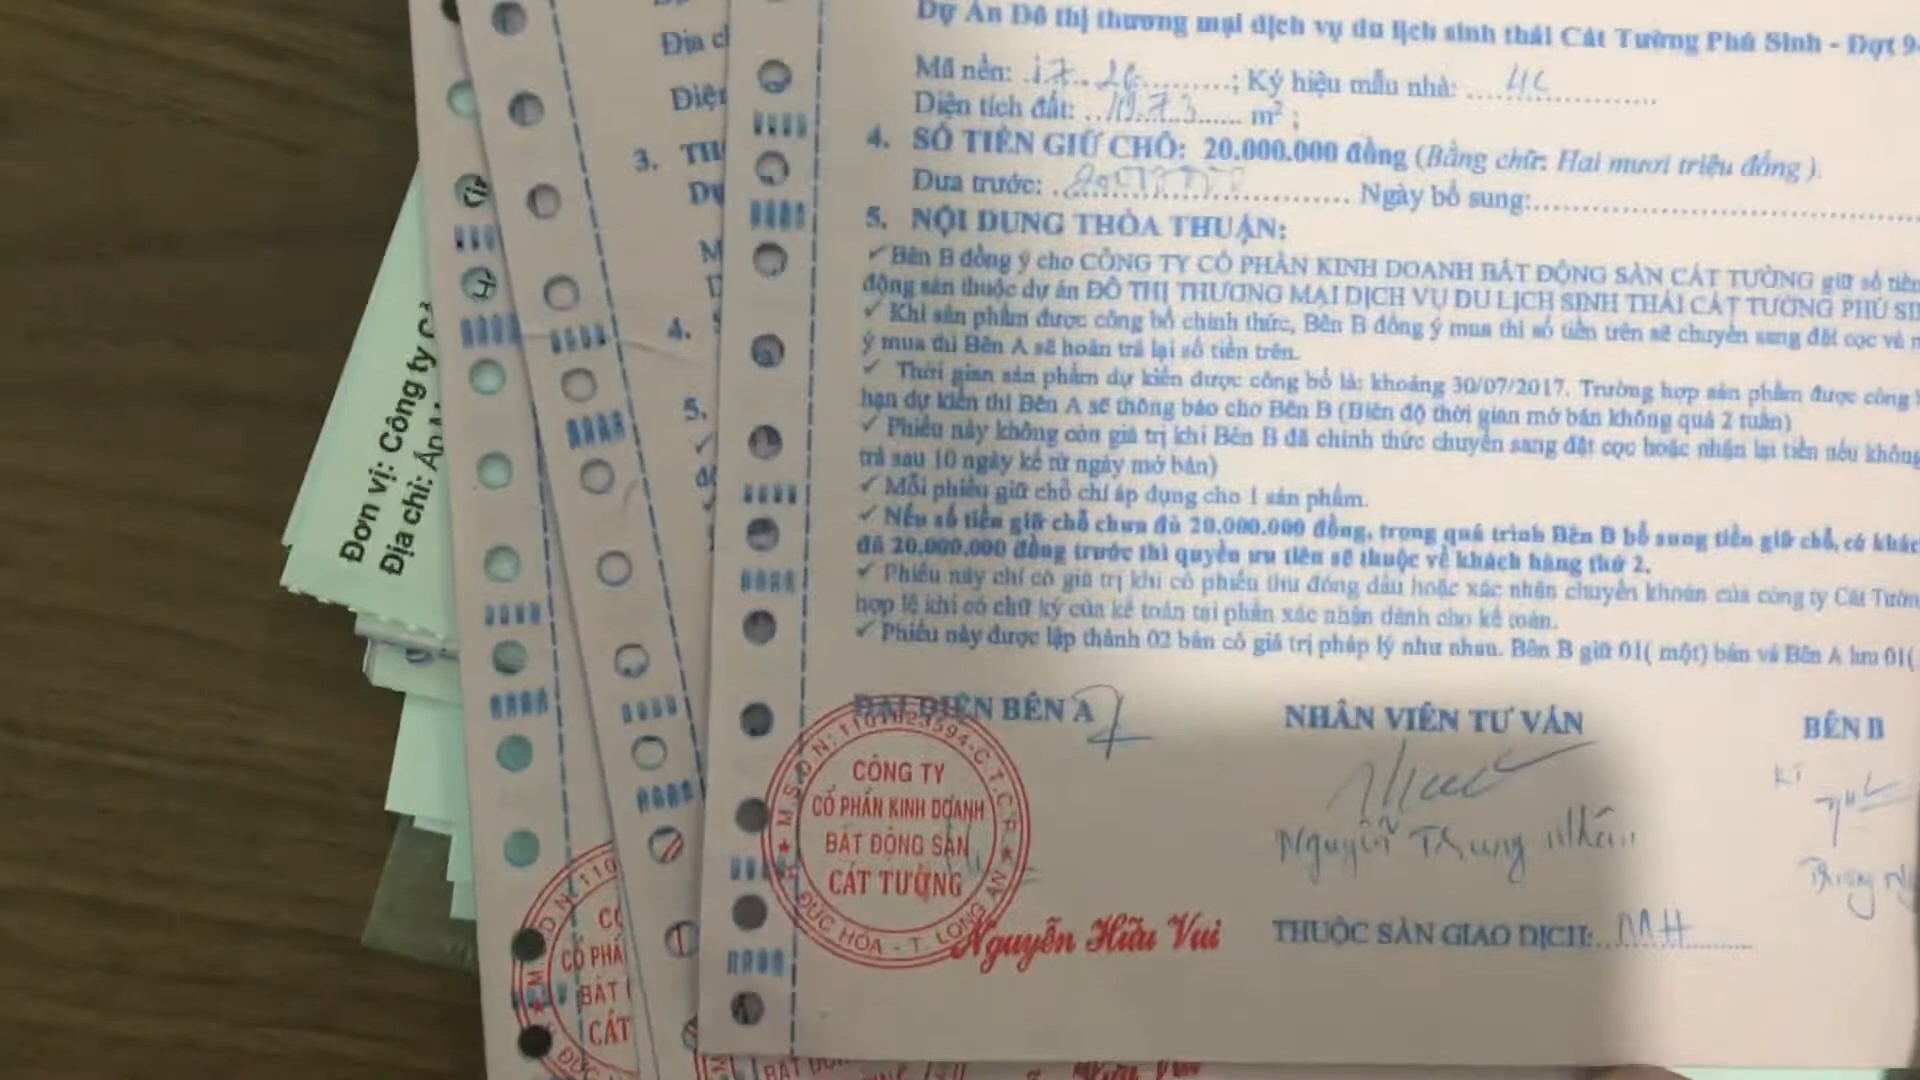 Dự Án Đô thị thương mại dịch vụ du lịch sinh thái Cát Tường Phú Sinh - Đợt 9
Mã nền: 17. 26 ; Ký hiệu mẫu nhà: 4C
Diện tích đất: m²;
4. SỐ TIỀN GIỮ CHỖ: 20.000.000 đồng (Bằng chữ: Hai mươi triệu đồng ).
Đưa trước: Ngày bổ sung:
5. NỘI DUNG THỎA THUẬN:
✓ Bên B đồng ý cho CÔNG TY CỔ PHẦN KINH DOANH BẤT ĐỘNG SẢN CÁT TƯỜNG giữ số tiền
động sản thuộc dự án ĐÔ THỊ THƯƠNG MẠI DỊCH VỤ DU LỊCH SINH THÁI CÁT TƯỜNG PHÚ
✓ Khi sản phẩm được công bố chính thức, Bên B đồng ý mua thì số tiền trên sẽ chuyển sang đặt cọc và
ý mua thì Bên A sẽ hoàn trả lại số tiền trên.
✓ Thời gian sản phẩm dự kiến được công bố là: khoảng 30/07/2017. Trường hợp sản phẩm được công
hạn dự kiến thì Bên A sẽ thông báo cho Bên B (Biên độ thời gian mở bán không quá 2 tuần)
✓ Phiếu này không còn giá trị khi Bên B đã chính thức chuyển sang đặt cọc hoặc nhận lại tiền nếu không
trả sau 10 ngày kể từ ngày mở bán)
✓ Mỗi phiếu giữ chỗ chỉ áp dụng cho 1 sản phẩm.
✓ Nếu số tiền giữ chỗ chưa đủ 20.000.000 đồng, trong quá trình Bên B bổ sung tiền giữ chỗ, có khác
đủ 20.000.000 đồng trước thì quyền ưu tiên sẽ thuộc về khách hàng thứ 2.
✓ Phiếu này chỉ có giá trị khi có phiếu thu đóng dấu hoặc xác nhận chuyển khoản của công ty Cát Tườn
hợp lệ khi có chữ ký của kế toán tại phần xác nhận dành cho kế toán.
✓ Phiếu này được lập thành 02 bản có giá trị pháp lý như nhau. Bên B giữ 01( một) bản và Bên A lưu 01(
ĐẠI DIỆN BÊN A
NHÂN VIÊN TƯ VẤN
BÊN B
M.S.D.N: 1101823594-C.T.C.P
CÔNG TY
CỔ PHẦN KINH DOANH
BẤT ĐỘNG SẢN
CÁT TƯỜNG
ĐỨC HÒA - T. LONG AN
Nguyễn Hữu Vui
Nguyễn Trung Nhân
THUỘC SÀN GIAO DỊCH: MH
Đơn vị: Công ty
Địa chỉ:
Địa
Điện
3.
4.
5.